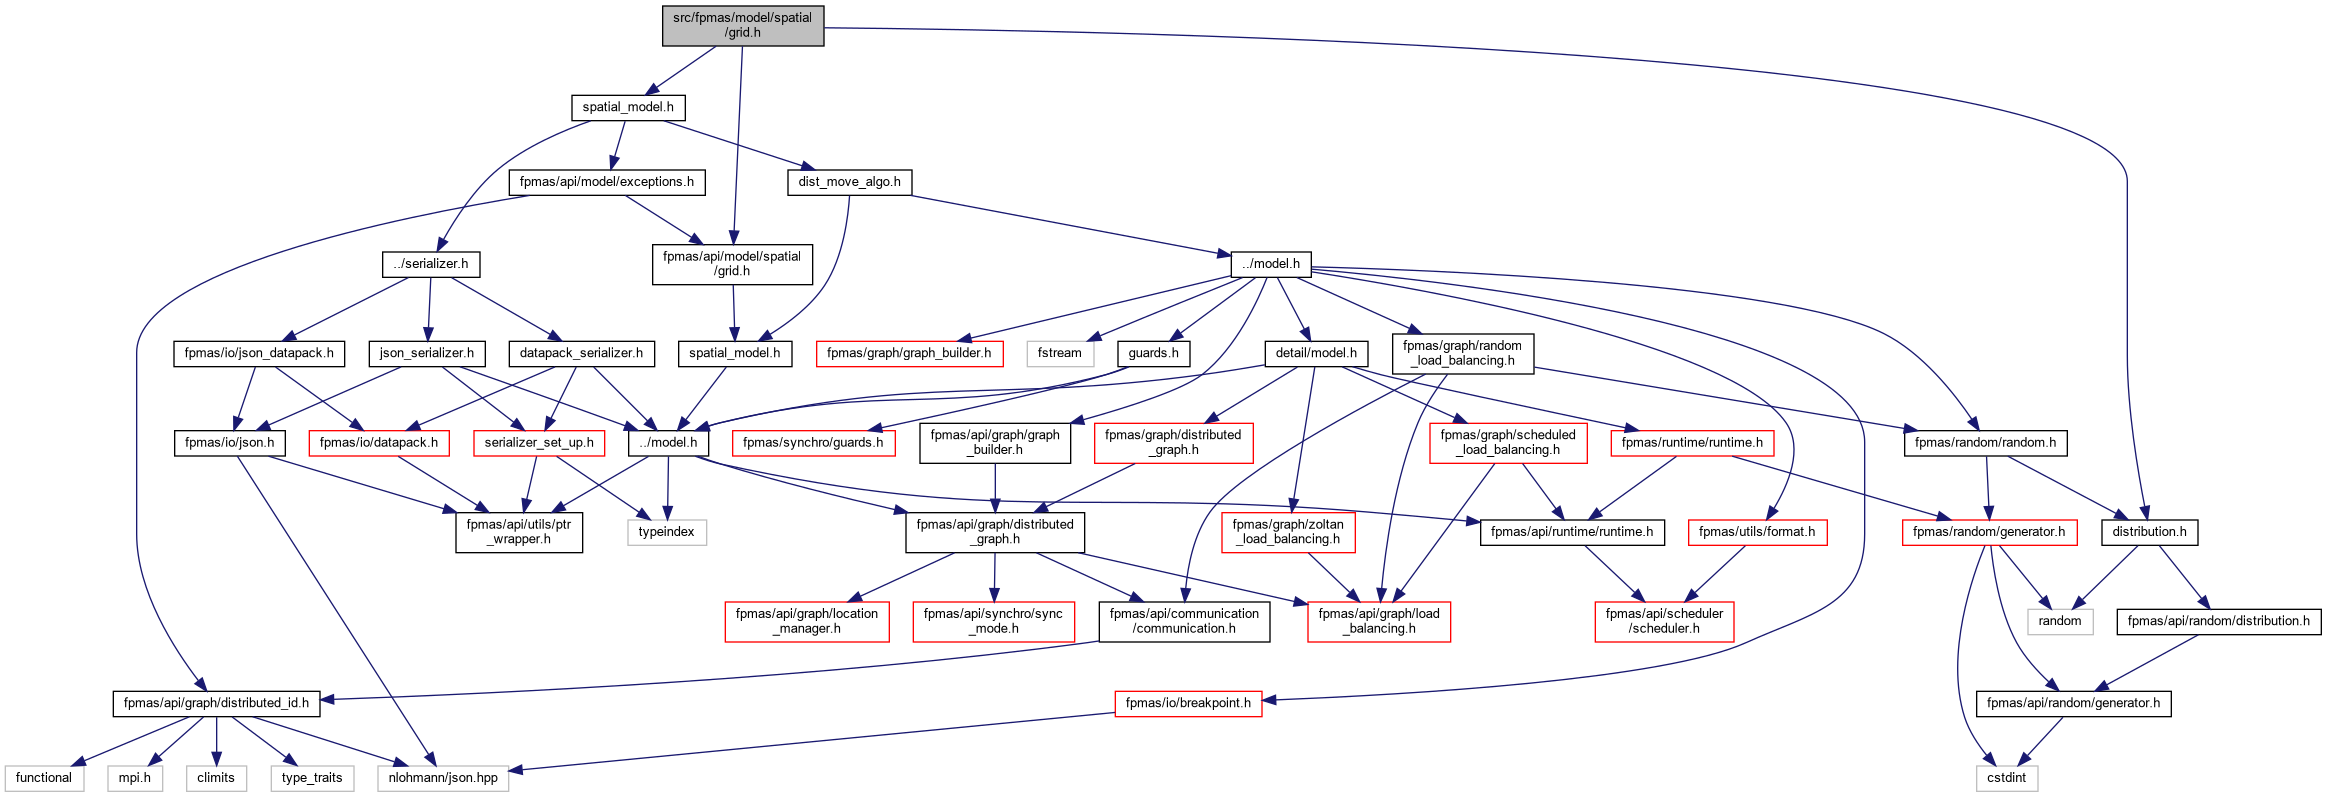 src/fpmas/model/spatial
/grid.h
spatial_model.h
fpmas/api/model/exceptions.h
dist_move_algo.h
../serializer.h
fpmas/api/model/spatial
/grid.h
../model.h
fpmas/io/json_datapack.h
json_serializer.h
datapack_serializer.h
spatial_model.h
fpmas/graph/graph_builder.h
fstream
guards.h
detail/model.h
fpmas/graph/random
_load_balancing.h
fpmas/io/json.h
fpmas/io/datapack.h
serializer_set_up.h
../model.h
fpmas/synchro/guards.h
fpmas/api/graph/graph
_builder.h
fpmas/graph/distributed
_graph.h
fpmas/graph/scheduled
_load_balancing.h
fpmas/runtime/runtime.h
fpmas/random/random.h
fpmas/api/utils/ptr
_wrapper.h
typeindex
fpmas/api/graph/distributed
_graph.h
fpmas/graph/zoltan
_load_balancing.h
fpmas/api/runtime/runtime.h
fpmas/utils/format.h
fpmas/random/generator.h
distribution.h
fpmas/api/graph/location
_manager.h
fpmas/api/synchro/sync
_mode.h
fpmas/api/communication
/communication.h
fpmas/api/graph/load
_balancing.h
fpmas/api/scheduler
/scheduler.h
random
fpmas/api/random/distribution.h
fpmas/api/graph/distributed_id.h
fpmas/io/breakpoint.h
fpmas/api/random/generator.h
functional
mpi.h
climits
type_traits
nlohmann/json.hpp
cstdint